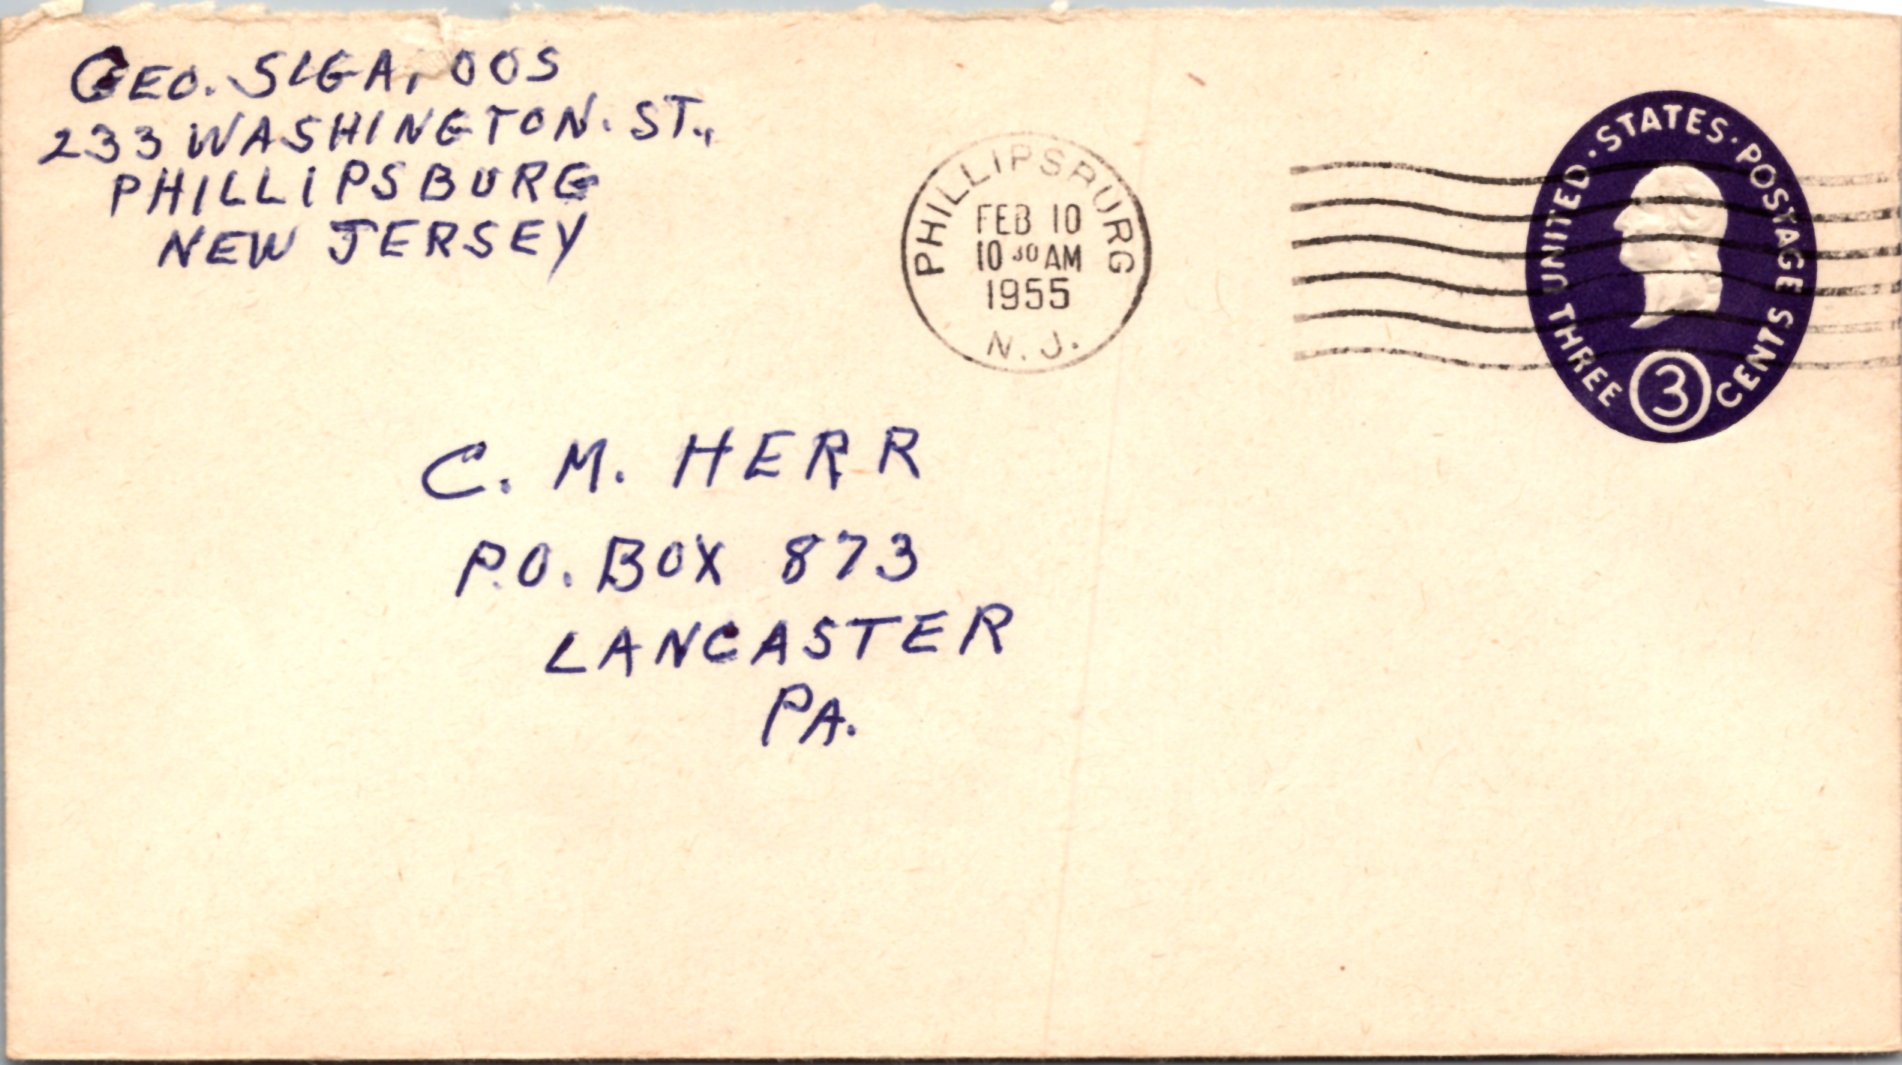 GEO.
233 WASHINGTON. ST.,
PHILLIPSBURG
NEW JERSEY
PHILLIPSBURG
FEB 10
10 30 AM
1955
N. J.
UNITED · STATES · POSTAGE
THREE 3 CENTS
C. M. HERR
P.O. BOX 873
LANCASTER
PA.